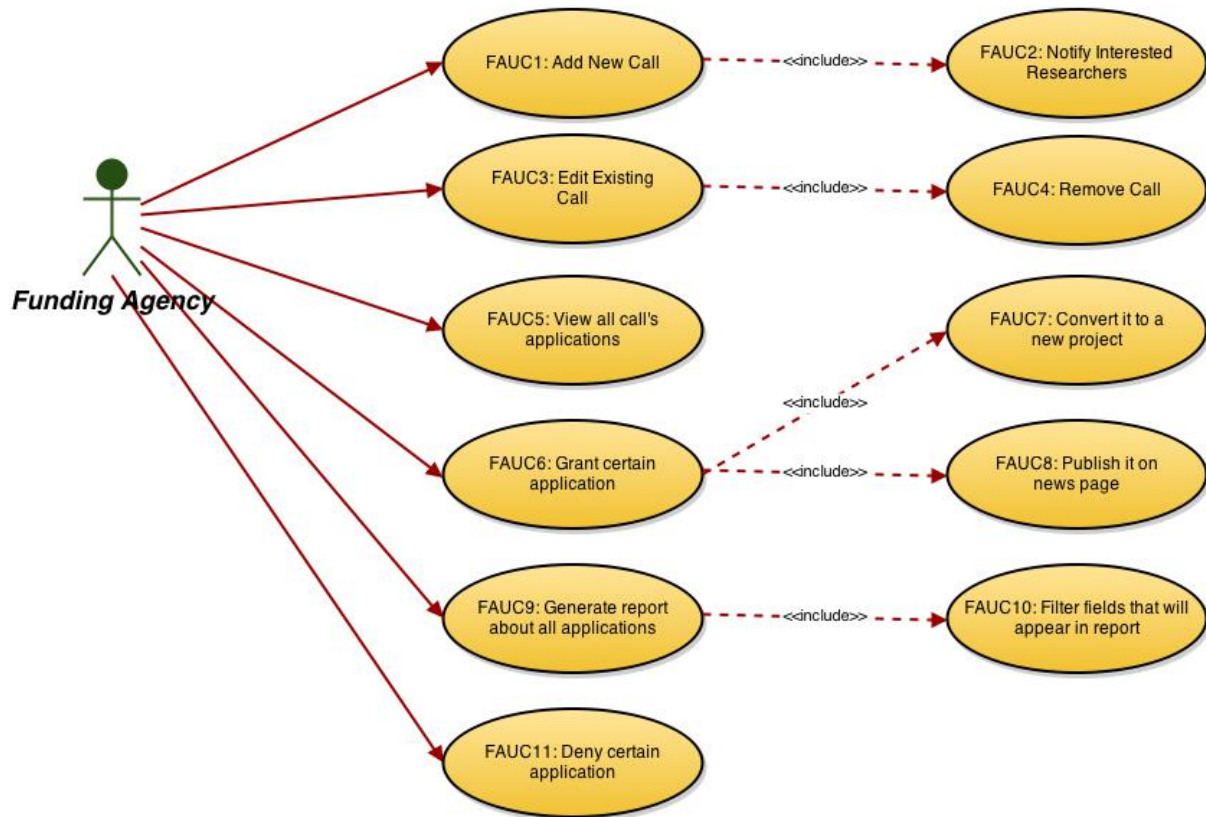 FAUC1: Add New Call
<<include>>
FAUC2: Notify Interested
Researchers
FAUC3: Edit Existing
Call
<<include>>
FAUC4: Remove Call
Funding Agency
FAUC5: View all call's
applications
FAUC7: Convert it to a
new project
<<include>>
FAUC6: Grant certain
application
<<include>>
FAUC8: Publish it on
news page
FAUC9: Generate report
about all applications
<<include>>
FAUC10: Filter fields that will
appear in report
FAUC11: Deny certain
application